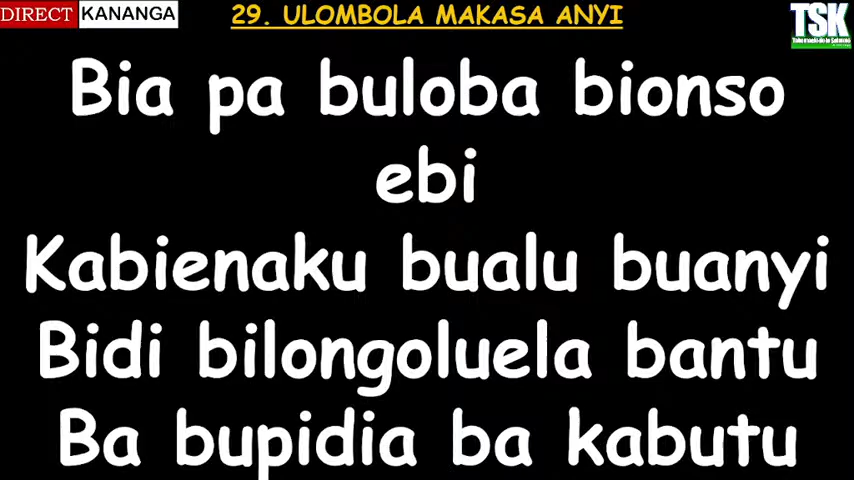 DIRECT KANANGA
29. ULOMBOLA MAKASA ANYI
TSK
Bia pa buloba bionso
ebi
Kabienaku bualu buanyi
Bidi bilongoluela bantu
Ba bupidia ba kabutu